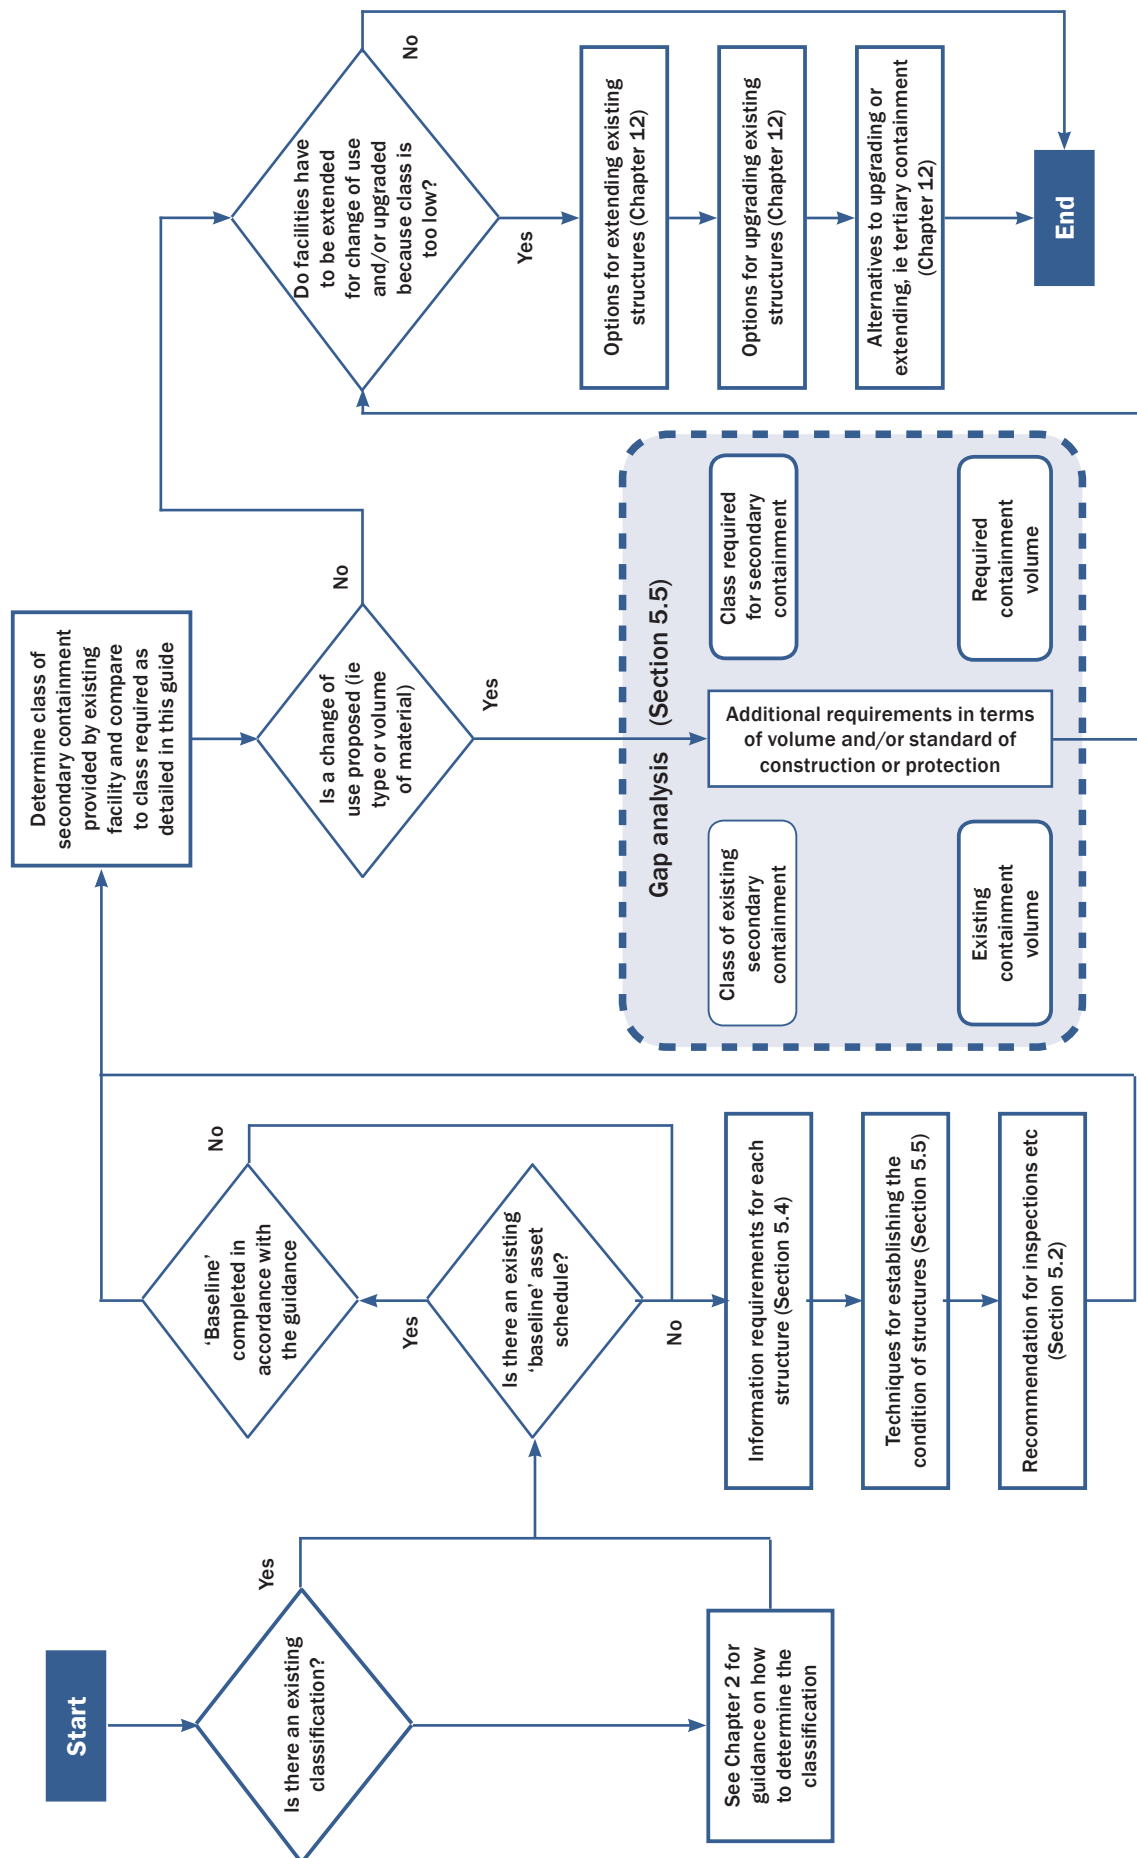 Start
Is there an existing
classification?
Yes
See Chapter 2 for
guidance on how
to determine the
classification
'Baseline'
completed in
accordance with
the guidance
No
Yes
Is there an existing
'baseline' asset
schedule?
No
Information requirements for each
structure (Section 5.4)
Techniques for establishing the
condition of structures (Section 5.5)
Recommendation for inspections etc
(Section 5.2)
Determine class of
secondary containment
provided by existing
facility and compare
to class required as
detailed in this guide
Is a change of
use proposed (ie
type or volume
of material)
No
Yes
Gap analysis (Section 5.5)
Class of existing
secondary
containment
Class required
for secondary
containment
Additional requirements in terms
of volume and/or standard of
construction or protection
Existing
containment
volume
Required
containment
volume
Do facilities have
to be extended
for change of use
and/or upgraded
because class is
too low?
No
Yes
Options for extending existing
structures (Chapter 12)
Options for upgrading existing
structures (Chapter 12)
Alternatives to upgrading or
extending, ie tertiary containment
(Chapter 12)
End